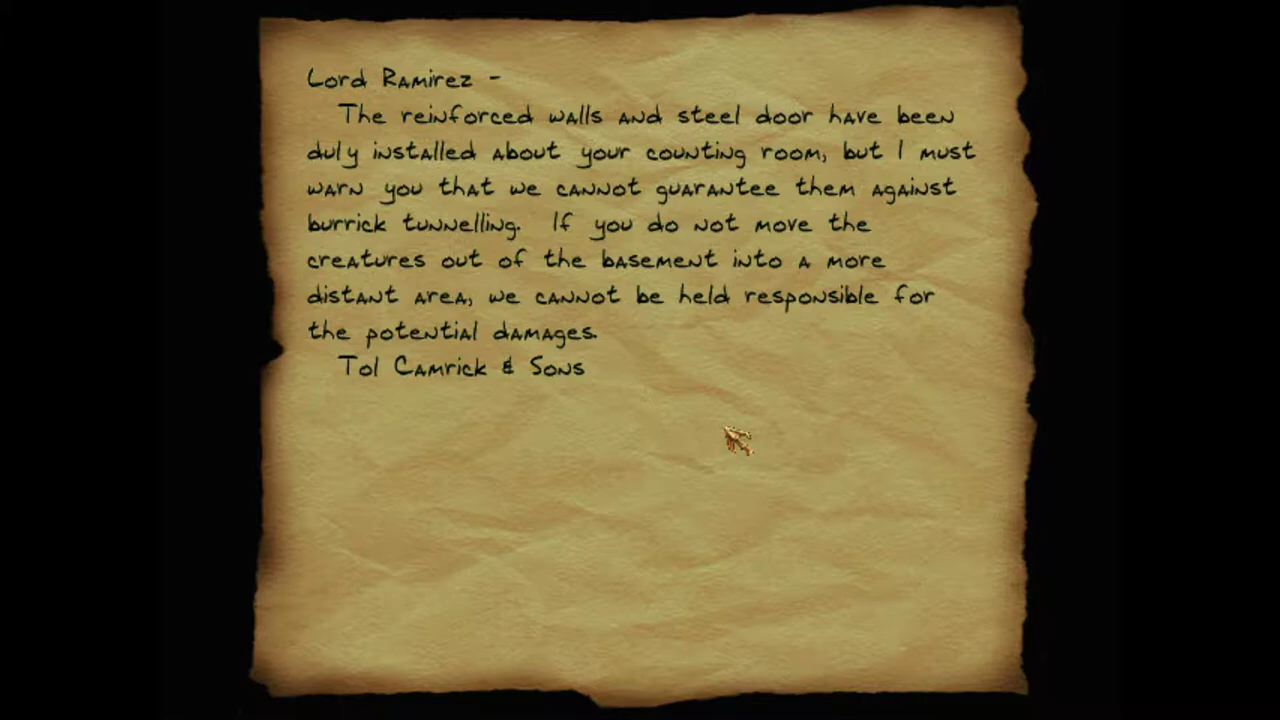 Lord Ramirez -
The reinforced walls and steel door have been
duly installed about your counting room, but I must
warn you that we cannot guarantee them against
burrick tunnelling. If you do not move the
creatures out of the basement into a more
distant area, we cannot be held responsible for
the potential damages.
Tol Camrick & Sons